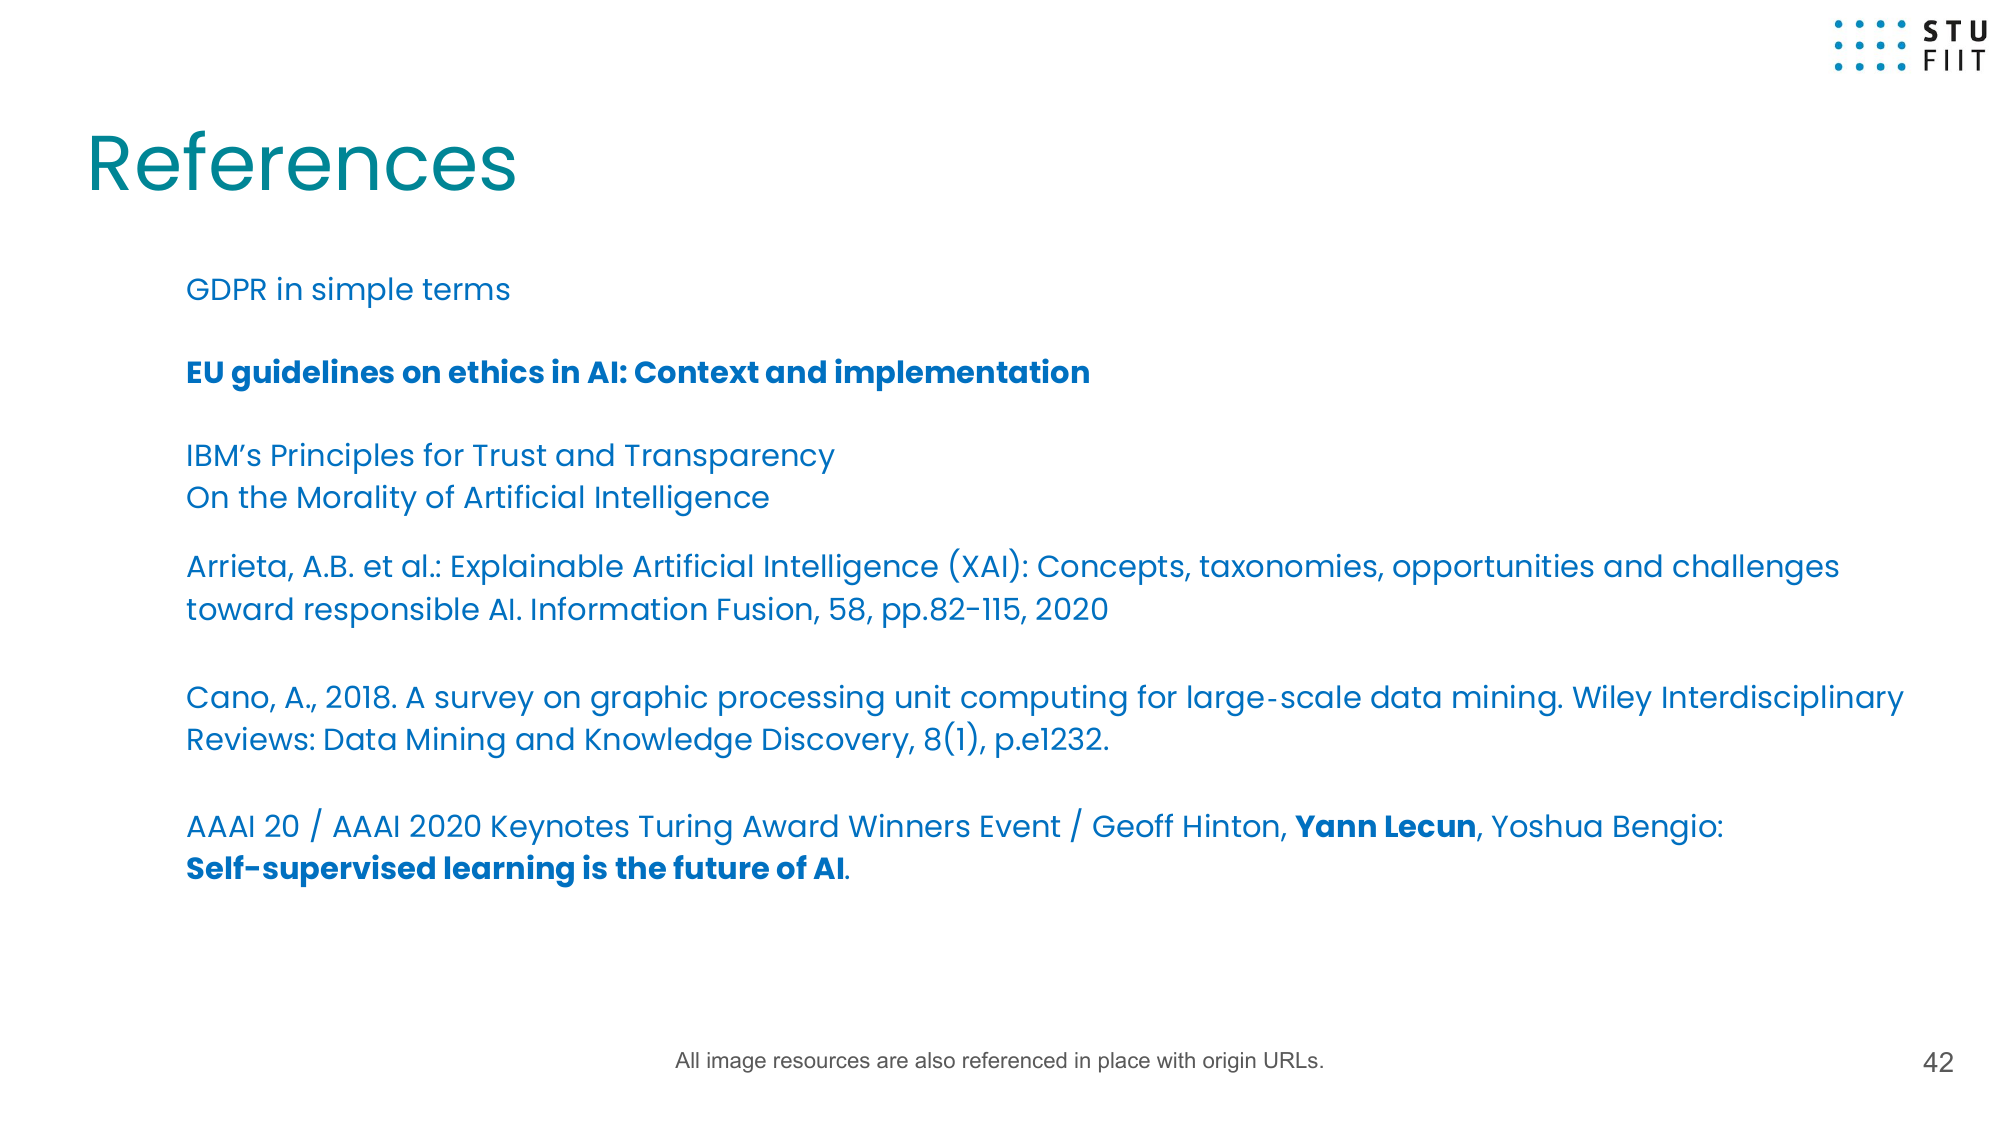 STU
FIIT
References
GDPR in simple terms
EU guidelines on ethics in AI: Context and implementation
IBM’s Principles for Trust and Transparency
On the Morality of Artificial Intelligence
Arrieta, A.B. et al.: Explainable Artificial Intelligence (XAI): Concepts, taxonomies, opportunities and challenges
toward responsible AI. Information Fusion, 58, pp.82-115, 2020
Cano, A., 2018. A survey on graphic processing unit computing for large‐scale data mining. Wiley Interdisciplinary
Reviews: Data Mining and Knowledge Discovery, 8(1), p.e1232.
AAAI 20 / AAAI 2020 Keynotes Turing Award Winners Event / Geoff Hinton, Yann Lecun, Yoshua Bengio:
Self-supervised learning is the future of AI.
All image resources are also referenced in place with origin URLs.
42